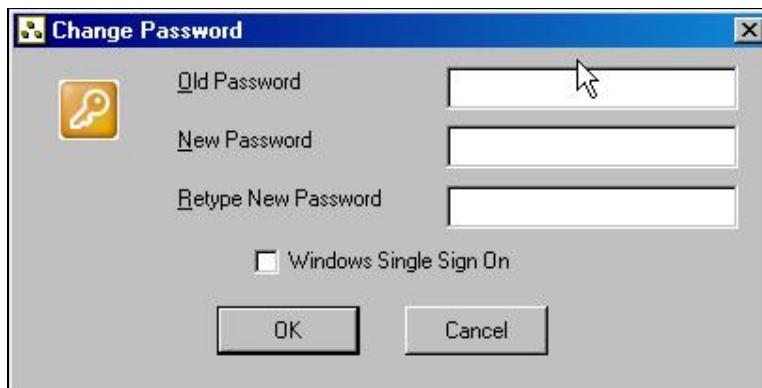 Change Password
Old Password
New Password
Retype New Password
Windows Single Sign On
OK Cancel